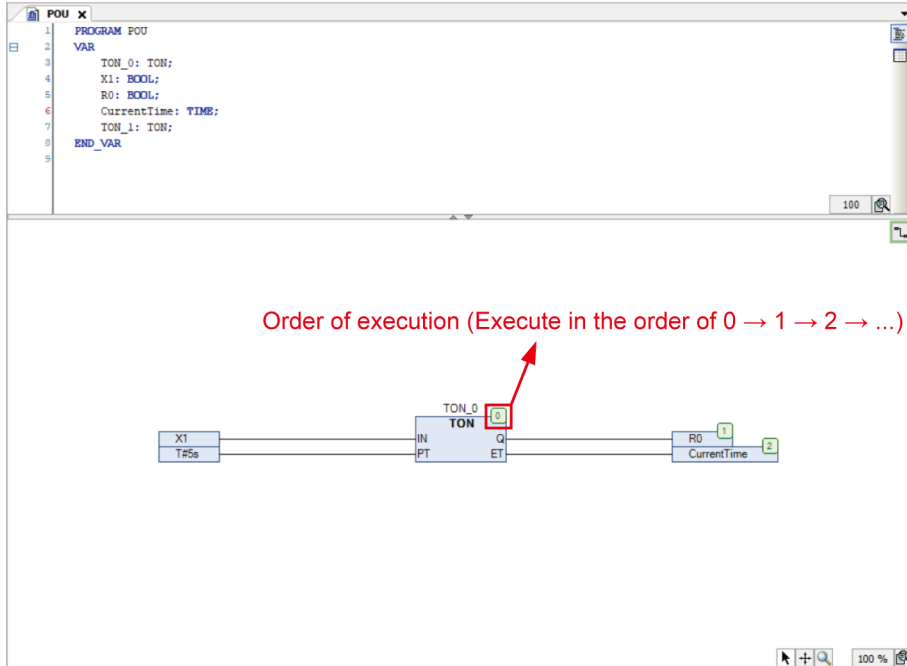 POU
1 PROGRAM POU
2 VAR
3 TON_0: TON;
4 X1: BOOL;
5 R0: BOOL;
6 CurrentTime: TIME;
7 TON_1: TON;
8 END_VAR
9
100
Order of execution (Execute in the order of 0 → 1 → 2 → ...)
TON_0
0
TON
X1 IN Q R0 1
T#5s PT ET CurrentTime 2
100 %